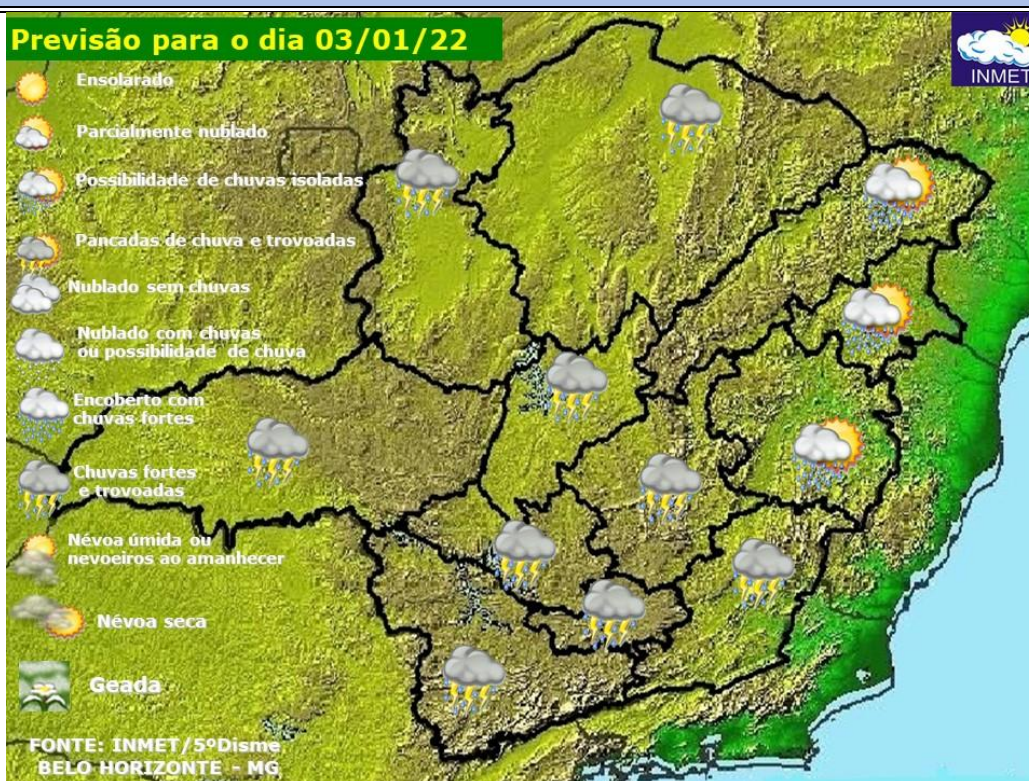 Previsão para o dia 03/01/22
INMET
Ensolarado
Parcialmente nublado
Possibilidade de chuvas isoladas
Pancadas de chuva e trovoadas
Nublado sem chuvas
Nublado com chuvas
ou possibilidade de chuva
Encoberto com
chuvas fortes
Chuvas fortes
e trovoadas
Névoa úmida ou
nevoeiros ao amanhecer
Névoa seca
Geada
FONTE: INMET/5ºDisme
BELO HORIZONTE - MG